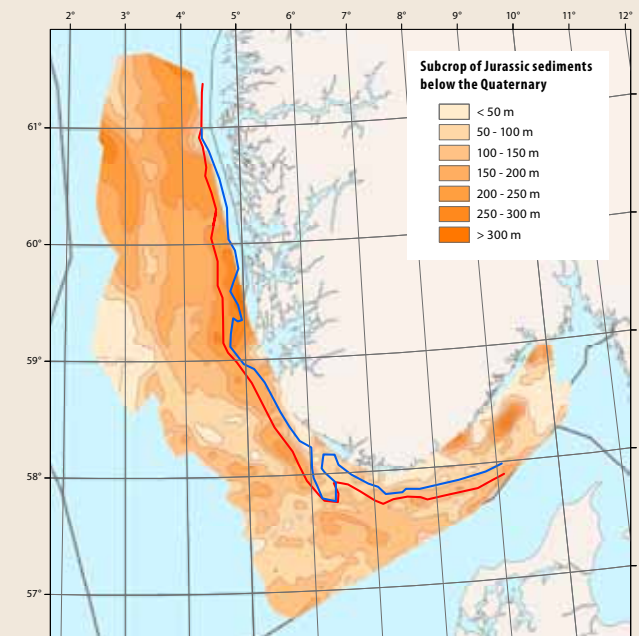 2° 3° 4° 5° 6° 7° 8° 9° 10° 11°
Subcrop of Jurassic sediments
below the Quaternary
< 50 m
50 - 100 m
100 - 150 m
150 - 200 m
200 - 250 m
250 - 300 m
> 300 m
61°
60°
59°
58°
57°